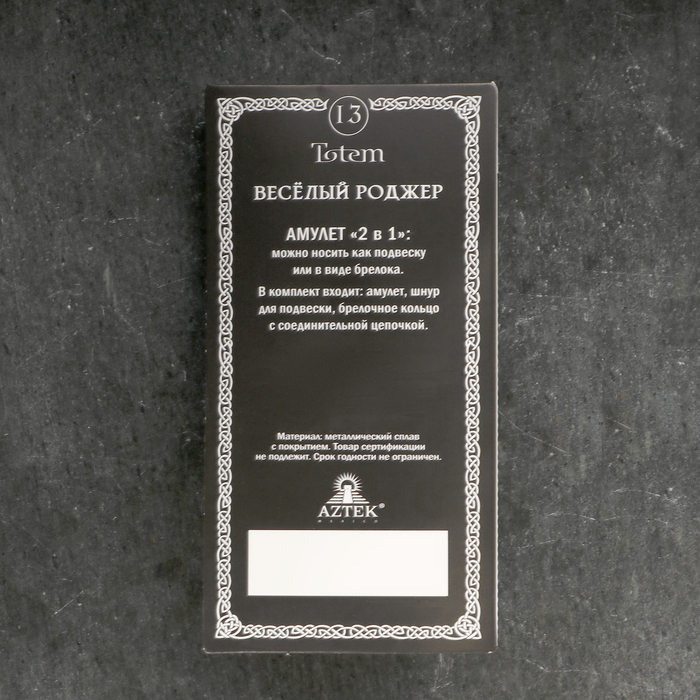 13
Totem
ВЕСЁЛЫЙ РОДЖЕР
АМУЛЕТ «2 в 1»:
можно носить как подвеску
или в виде брелока.
В комплект входит: амулет, шнур
для подвески, брелочное кольцо
с соединительной цепочкой.
Материал: металлический сплав
с покрытием. Товар сертификации
не подлежит. Срок годности не ограничен.
AZTEK®
MEXICO